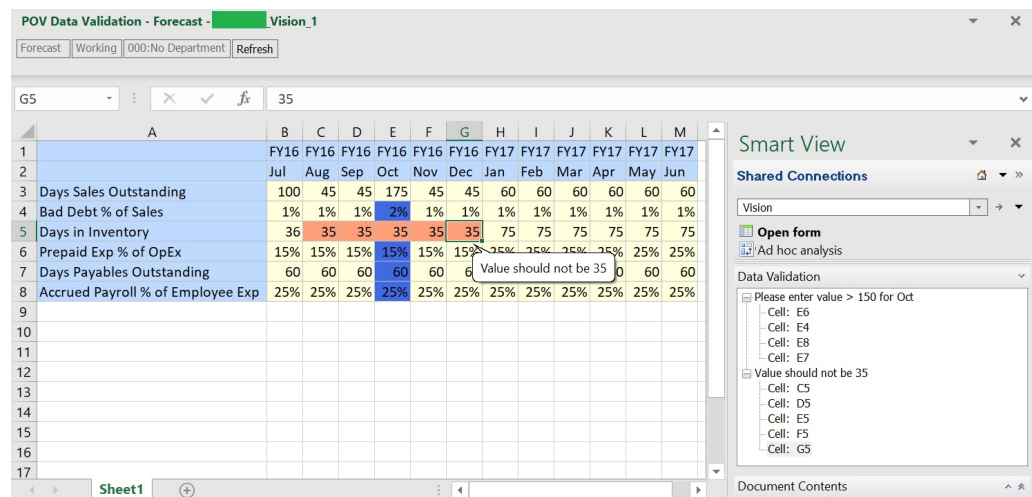 POV Data Validation - Forecast - _Vision_1
Forecast Working 000:No Department Refresh
G5 fx 35
A B C D E F G H I J K L M
1 FY16 FY16 FY16 FY16 FY16 FY16 FY17 FY17 FY17 FY17 FY17 FY17
2 Jul Aug Sep Oct Nov Dec Jan Feb Mar Apr May Jun
3 Days Sales Outstanding 100 45 45 175 45 45 60 60 60 60 60 60
4 Bad Debt % of Sales 1% 1% 1% 2% 1% 1% 1% 1% 1% 1% 1% 1%
5 Days in Inventory 36 35 35 35 35 35 75 75 75 75 75 75
6 Prepaid Exp % of OpEx 15% 15% 15% 15% 15% 15% 25% 25% 25% 25% 25% 25%
7 Days Payables Outstanding 60 60 60 60 60 6 0 60 60
Value should not be 35
8 Accrued Payroll % of Employee Exp 25% 25% 25% 25% 25% 25% 25% 25% 25% 25% 25% 25%
9
10
11
12
13
14
15
16
17
Sheet1
Smart View
Shared Connections
Vision
Open form
Ad hoc analysis
Data Validation
Please enter value > 150 for Oct
Cell: E6
Cell: E4
Cell: E8
Cell: E7
Value should not be 35
Cell: C5
Cell: D5
Cell: E5
Cell: F5
Cell: G5
Document Contents